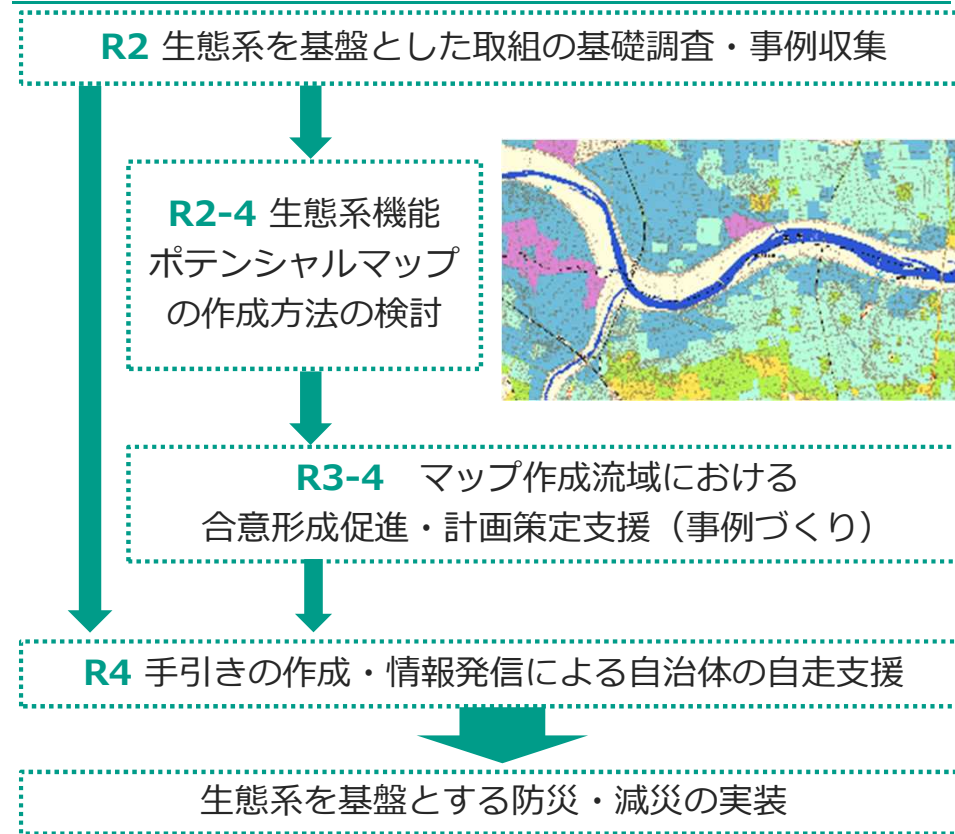 R2 生態系を基盤とした取組の基礎調査・事例収集
R2-4 生態系機能
ポテンシャルマップ
の作成方法の検討
R3-4　マップ作成流域における
合意形成促進・計画策定支援（事例づくり）
R4 手引きの作成・情報発信による自治体の自走支援
生態系を基盤とする防災・減災の実装